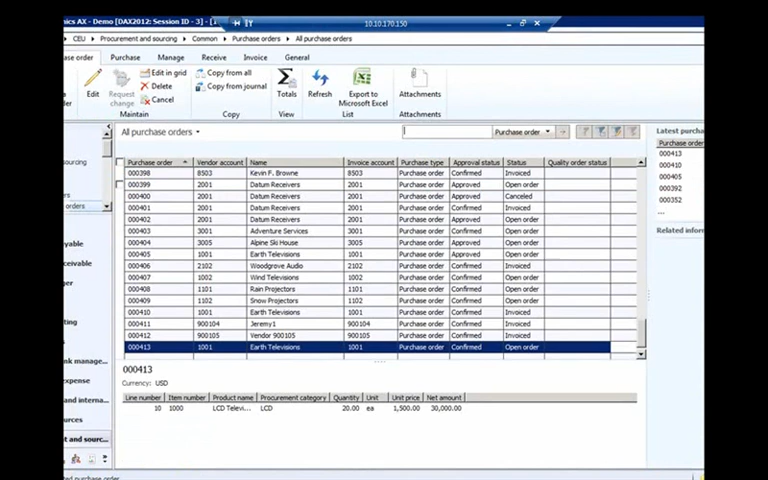 nics AX - Demo [DAX2012: Session ID - 3] - [1
10.10.170.150
CEU Procurement and sourcing Common Purchase orders All purchase orders
ase order Purchase Manage Receive Invoice General
Edit
Request change
Edit in grid
Delete
Cancel
Maintain
Copy from all
Copy from journal
Copy
Totals
View
Refresh
Export to Microsoft Excel
List
Attachments
Attachments
All purchase orders
Purchase order
Purchase order Vendor account Name Invoice account Purchase type Approval status Status Quality order status
000398 8503 Kevin F. Browne 8503 Purchase order Confirmed Invoiced
000399 2001 Datum Receivers 2001 Purchase order Approved Open order
000400 2001 Datum Receivers 2001 Purchase order Approved Canceled
000401 2001 Datum Receivers 2001 Purchase order Confirmed Invoiced
000402 2001 Datum Receivers 2001 Purchase order Approved Open order
000403 3001 Adventure Services 3001 Purchase order Confirmed Open order
000404 3005 Alpine Ski House 3005 Purchase order Approved Open order
000405 1001 Earth Televisions 1001 Purchase order Approved Open order
000406 2102 Woodgrove Audio 2102 Purchase order Confirmed Invoiced
000407 1002 Wind Televisions 1002 Purchase order Confirmed Open order
000408 1101 Rain Projectors 1101 Purchase order Confirmed Open order
000409 1102 Snow Projectors 1102 Purchase order Confirmed Open order
000410 1001 Earth Televisions 1001 Purchase order Confirmed Invoiced
000411 900104 Jeremy1 900104 Purchase order Confirmed Invoiced
000412 900105 Vendor 900105 900105 Purchase order Confirmed Invoiced
000413 1001 Earth Televisions 1001 Purchase order Confirmed Open order
000413
Currency: USD
Line number Item number Product name Procurement category Quantity Unit Unit price Net amount
10 1000 LCD Televi... LCD 20.00 ea 1,500.00 30,000.00
Latest purcha
Purchase order
000413
000410
000405
000392
000352
...
Related inform
ourcing
rs
orders
yable
ceivable
ger
ting
nk manage...
expense
and interna...
urces
t and sourc...
ted purchase order